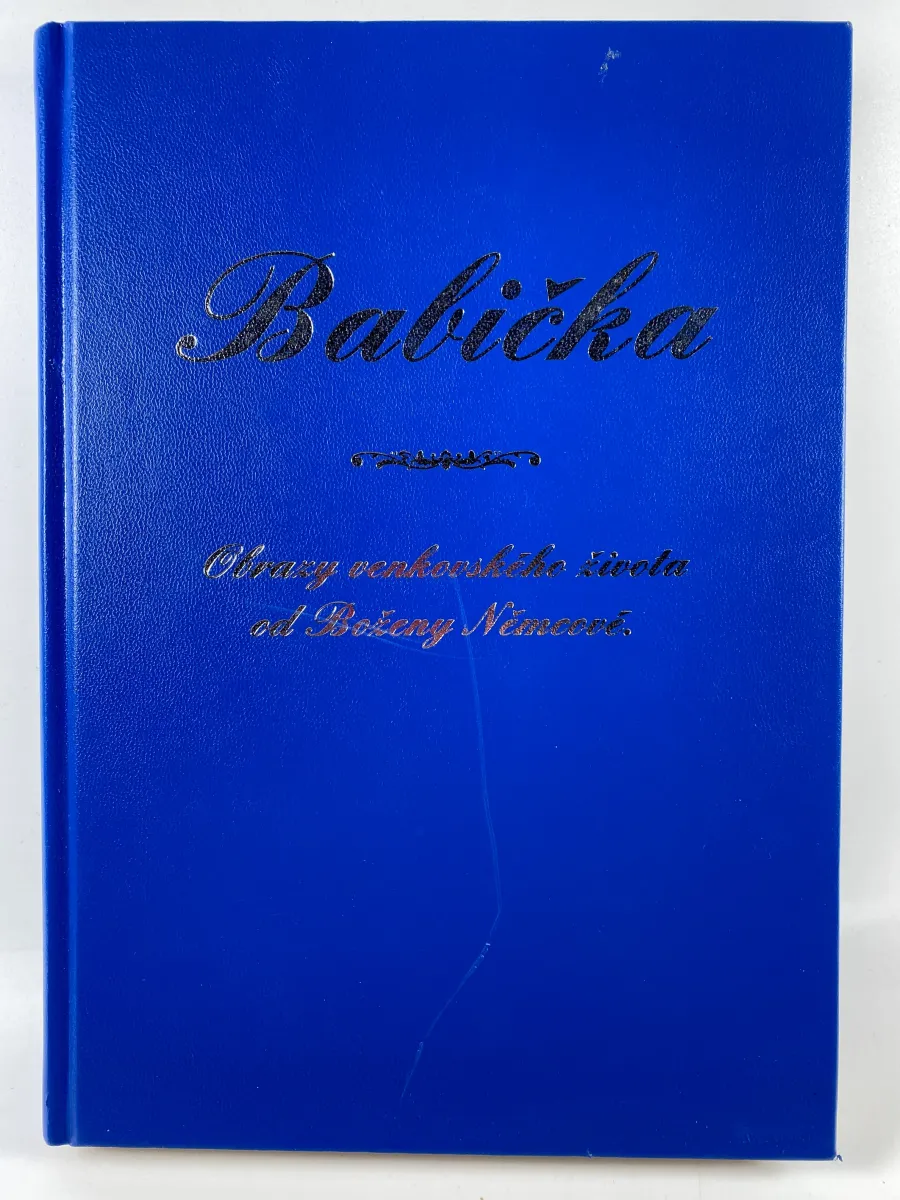 Babička
Obrazy venkovského života
od Boženy Němcové.